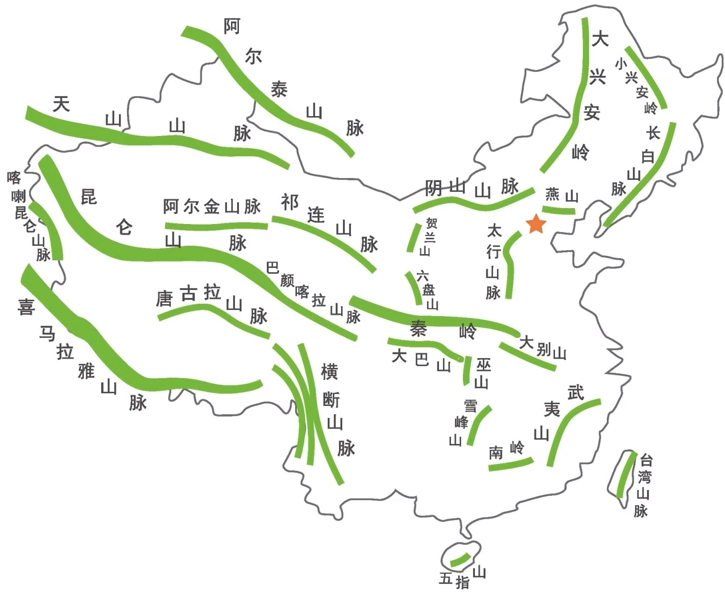 阿尔泰山脉
天山山脉
大兴安岭
小兴安岭
长白山脉
喀喇昆仑山脉
昆仑山脉
阿尔金山脉
祁连山脉
阴山山脉
燕山
贺兰山
太行山脉
六盘山
巴颜喀拉山脉
唐古拉山脉
喜马拉雅山脉
秦岭
大别山
大巴山
巫山
横断山脉
雪峰山
武夷山
南岭
台湾山脉
五指山